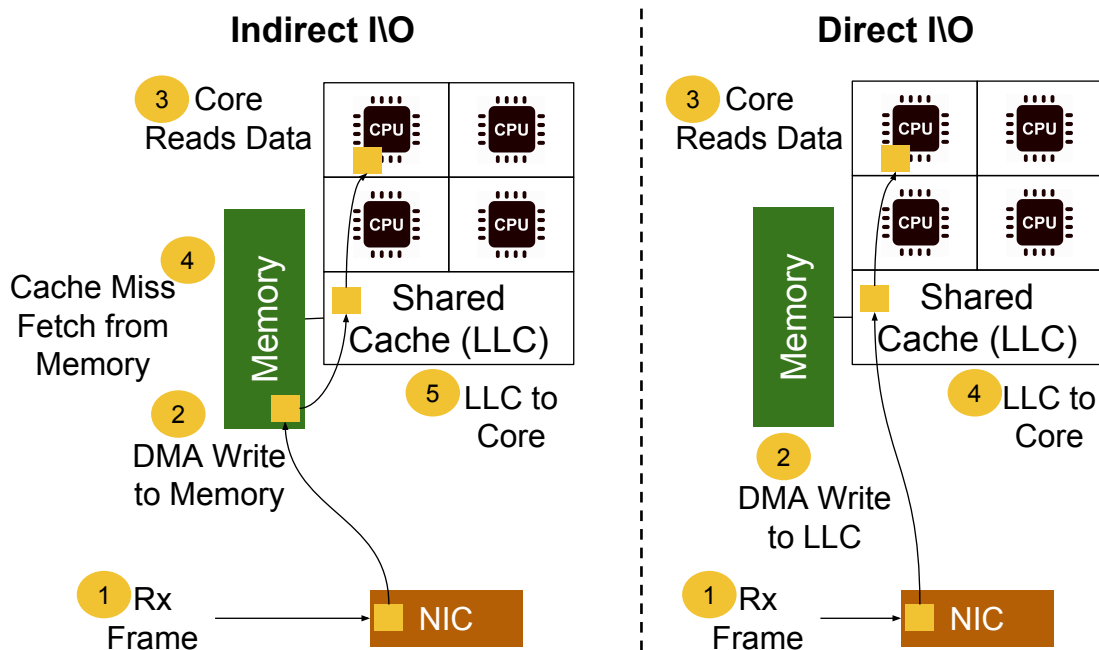 Indirect I\O
3 Core
Reads Data
CPU
CPU
CPU
CPU
4
Cache Miss
Fetch from
Memory
Memory
Shared
Cache (LLC)
5 LLC to
Core
2
DMA Write
to Memory
1 Rx
Frame
NIC
Direct I\O
3 Core
Reads Data
CPU
CPU
CPU
CPU
Memory
Shared
Cache (LLC)
4 LLC to
Core
2
DMA Write
to LLC
1 Rx
Frame
NIC